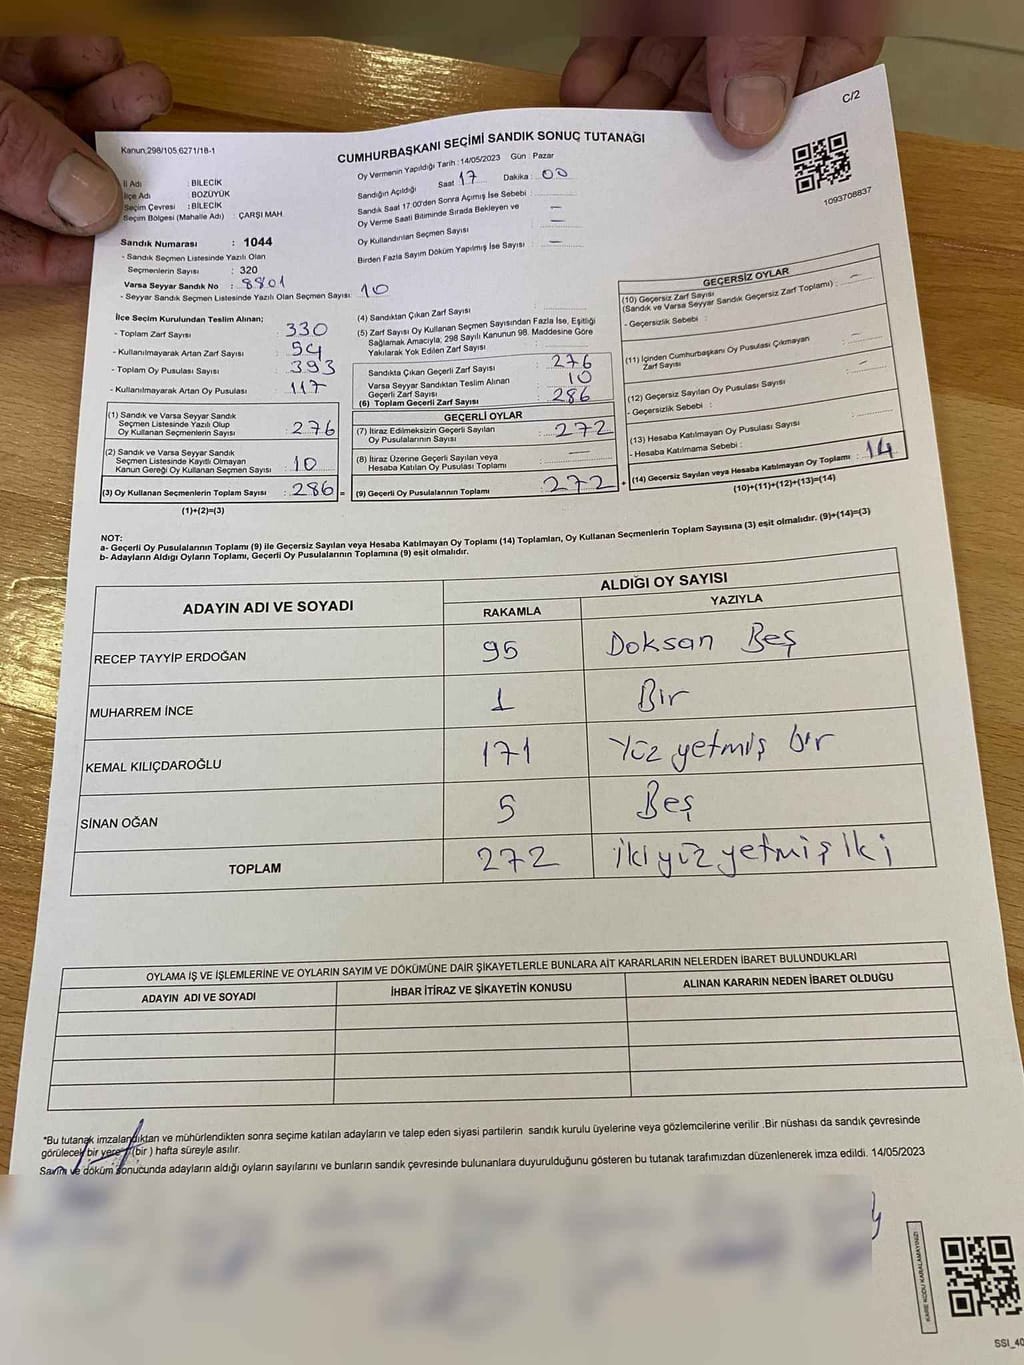 C/2
Kanun,298/105,6271/18-1
CUMHURBAŞKANI SEÇİMİ SANDIK SONUÇ TUTANAĞI
1093708837
İl Adı : BİLECİK
İlçe Adı : BOZÜYÜK
Seçim Çevresi : BİLECİK
Seçim Bölgesi (Mahalle Adı) : ÇARŞI MAH.
Sandık Numarası : 1044
- Sandık Seçmen Listesinde Yazılı Olan
Seçmenlerin Sayısı : 320
Varsa Seyyar Sandık No : 8801
- Seyyar Sandık Seçmen Listesinde Yazılı Olan Seçmen Sayısı: 10
Oy Vermenin Yapıldığı Tarih : 14/05/2023 Gün : Pazar
Sandığın Açıldığı Saat 17 Dakika : 00
Sandık Saat 17.00'den Sonra Açımış İse Sebebi :
Oy Verme Saati Bitiminde Sırada Bekleyen ve —
Oy Kullandırılan Seçmen Sayısı —
Birden Fazla Sayım Döküm Yapılmış İse Sayısı : —
İlçe Seçim Kurulundan Teslim Alınan;
- Toplam Zarf Sayısı : 330
- Kullanılmayarak Artan Zarf Sayısı : 54
- Toplam Oy Pusulası Sayısı : 393
- Kullanılmayarak Artan Oy Pusulası : 117
(1) Sandık ve Varsa Seyyar Sandık
Seçmen Listesinde Yazılı Olup
Oy Kullanan Seçmenlerin Sayısı : 276
(2) Sandık ve Varsa Seyyar Sandık
Seçmen Listesinde Kayıtlı Olmayan
Kanun Gereği Oy Kullanan Seçmen Sayısı : 10
(3) Oy Kullanan Seçmenlerin Toplam Sayısı : 286 =
(1)+(2)=(3)
(4) Sandıktan Çıkan Zarf Sayısı :
(5) Zarf Sayısı Oy Kullanan Seçmen Sayısından Fazla İse, Eşitliği
Sağlamak Amacıyla; 298 Sayılı Kanunun 98. Maddesine Göre
Yakılarak Yok Edilen Zarf Sayısı :
Sandıkta Çıkan Geçerli Zarf Sayısı : 276
Varsa Seyyar Sandıktan Teslim Alınan
Geçerli Zarf Sayısı : 10
(6) Toplam Geçerli Zarf Sayısı : 286
GEÇERLİ OYLAR
(7) İtiraz Edilmeksizin Geçerli Sayılan
Oy Pusulalarının Sayısı : 272
(8) İtiraz Üzerine Geçerli Sayılan veya
Hesaba Katılan Oy Pusulası Toplamı : —
(9) Geçerli Oy Pusulalarının Toplamı : 272 +
GEÇERSİZ OYLAR
(10) Geçersiz Zarf Sayısı
(Sandık ve Varsa Seyyar Sandık Geçersiz Zarf Toplamı) : —
- Geçersizlik Sebebi :
(11) İçinden Cumhurbaşkanı Oy Pusulası Çıkmayan
Zarf Sayısı : —
(12) Geçersiz Sayılan Oy Pusulası Sayısı : —
- Geçersizlik Sebebi :
(13) Hesaba Katılmayan Oy Pusulası Sayısı :
- Hesaba Katılmama Sebebi :
(14) Geçersiz Sayılan veya Hesaba Katılmayan Oy Toplamı : 14
(10)+(11)+(12)+(13)=(14)
NOT:
a- Geçerli Oy Pusulalarının Toplamı (9) ile Geçersiz Sayılan veya Hesaba Katılmayan Oy Toplamı (14) Toplamları, Oy Kullanan Seçmenlerin Toplam Sayısına (3) eşit olmalıdır. (9)+(14)=(3)
b- Adayların Aldığı Oyların Toplamı, Geçerli Oy Pusulalarının Toplamına (9) eşit olmalıdır.
ADAYIN ADI VE SOYADI
ALDIĞI OY SAYISI
RAKAMLA YAZIYLA
RECEP TAYYİP ERDOĞAN 95 Doksan Beş
MUHARREM İNCE 1 Bir
KEMAL KILIÇDAROĞLU 171 Yüz yetmiş bir
SİNAN OĞAN 5 Beş
TOPLAM 272 İki yüz yetmiş iki
OYLAMA İŞ VE İŞLEMLERİNE VE OYLARIN SAYIM VE DÖKÜMÜNE DAİR ŞİKAYETLERLE BUNLARA AİT KARARLARIN NELERDEN İBARET BULUNDUKLARI
ADAYIN ADI VE SOYADI İHBAR İTİRAZ VE ŞİKAYETİN KONUSU ALINAN KARARIN NEDEN İBARET OLDUĞU
*Bu tutanak imzalandıktan ve mühürlendikten sonra seçime katılan adayların ve talep eden siyasi partilerin sandık kurulu üyelerine veya gözlemcilerine verilir .Bir nüshası da sandık çevresinde
görülecek bir yere (bir ) hafta süreyle asılır.
Sayım ve döküm sonucunda adayların aldığı oyların sayılarını ve bunların sandık çevresinde bulunanlara duyurulduğunu gösteren bu tutanak tarafımızdan düzenlenerek imza edildi. 14/05/2023
KARE KODU KARALAMAYINIZ!
SSI_40